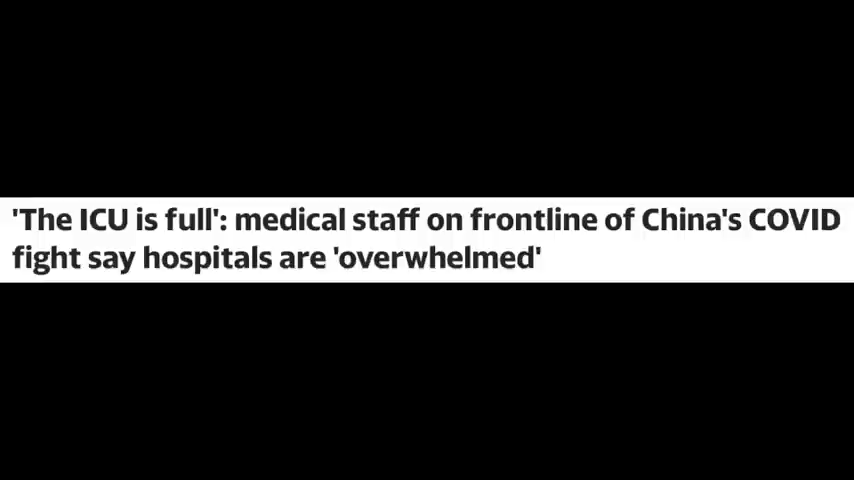 'The ICU is full': medical staff on frontline of China's COVID
fight say hospitals are 'overwhelmed'